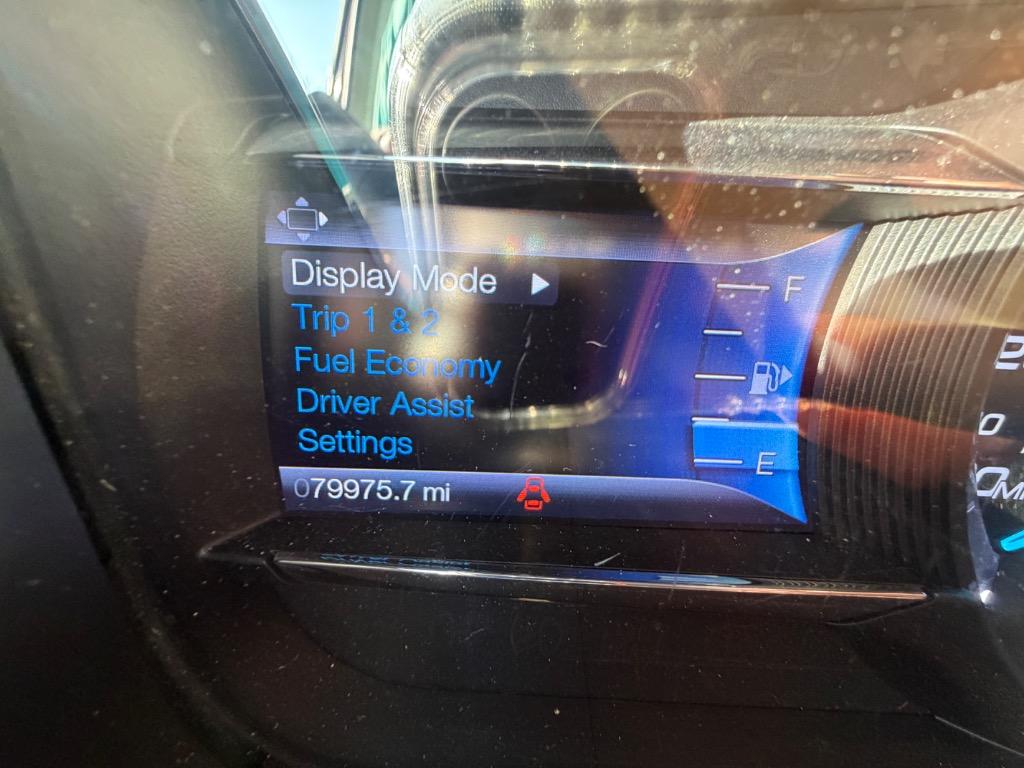 Display Mode
Trip 1 & 2
Fuel Economy
Driver Assist
Settings
F
E
079975.7 mi